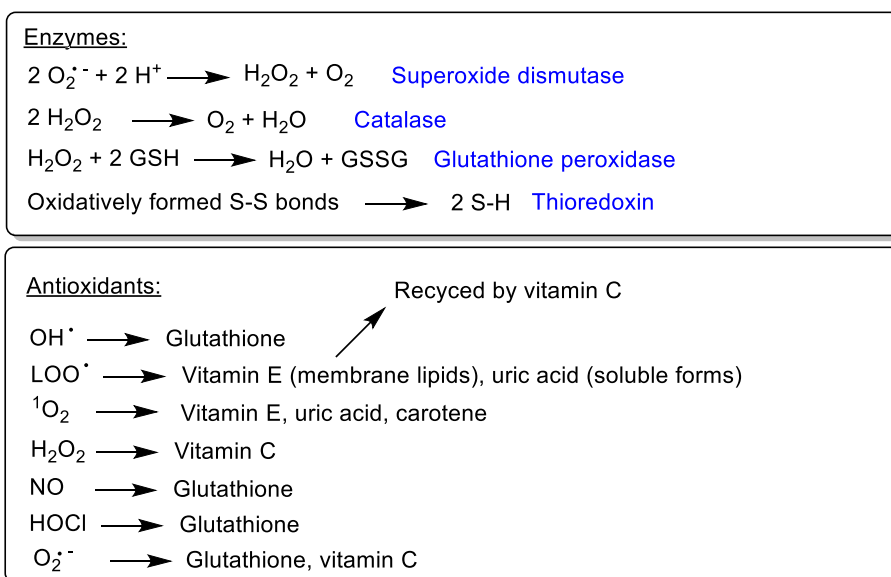 Enzymes:
2 O₂•⁻ + 2 H⁺ → H₂O₂ + O₂ Superoxide dismutase
2 H₂O₂ → O₂ + H₂O Catalase
H₂O₂ + 2 GSH → H₂O + GSSG Glutathione peroxidase
Oxidatively formed S-S bonds → 2 S-H Thioredoxin
Antioxidants:
Recyced by vitamin C
OH• → Glutathione
LOO• → Vitamin E (membrane lipids), uric acid (soluble forms)
¹O₂ → Vitamin E, uric acid, carotene
H₂O₂ → Vitamin C
NO → Glutathione
HOCl → Glutathione
O₂•⁻ → Glutathione, vitamin C